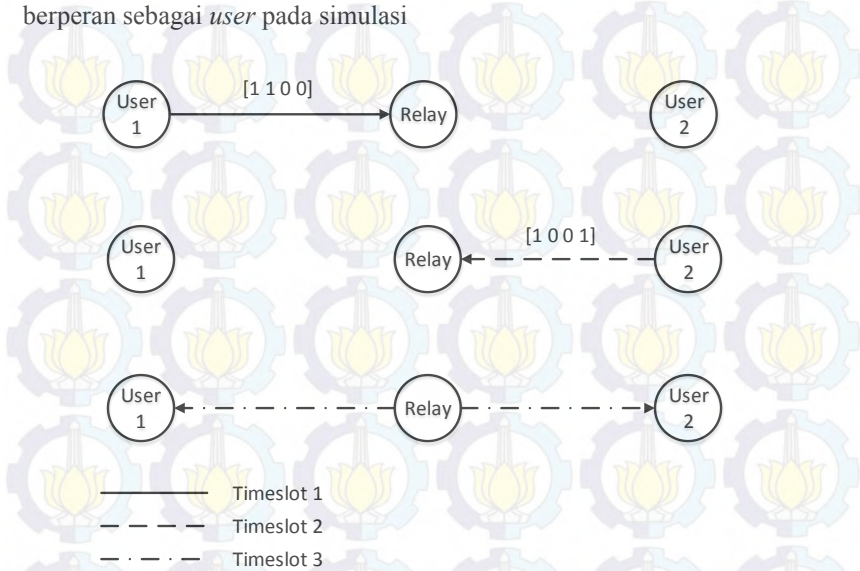 berperan sebagai user pada simulasi
[1 1 0 0]
User
1
Relay
User
2
[1 0 0 1]
User
1
Relay
User
2
User
1
Relay
User
2
Timeslot 1
Timeslot 2
Timeslot 3